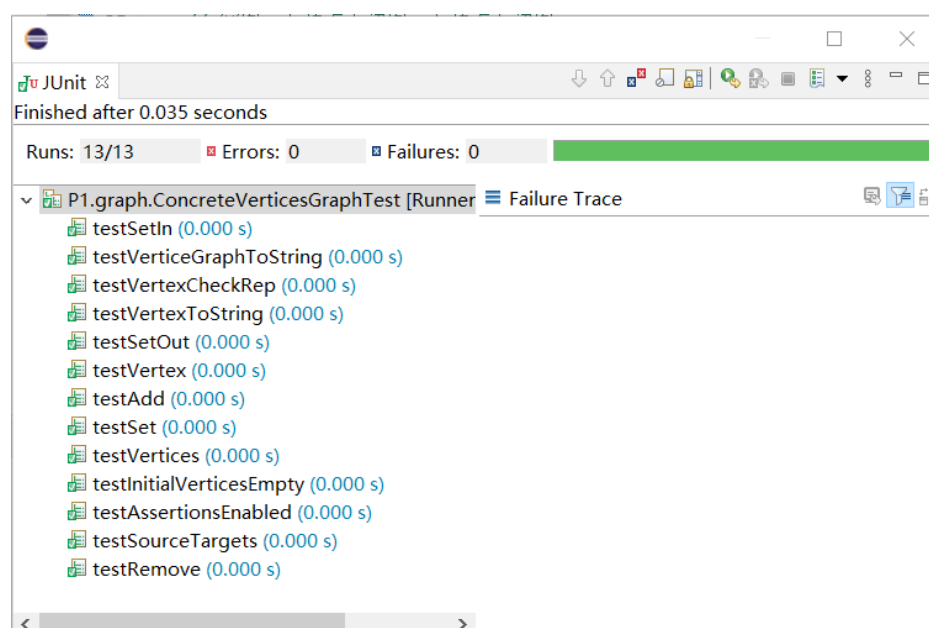 JUnit
Finished after 0.035 seconds
Runs: 13/13 Errors: 0 Failures: 0
P1.graph.ConcreteVerticesGraphTest [Runner
Failure Trace
testSetIn (0.000 s)
testVerticeGraphToString (0.000 s)
testVertexCheckRep (0.000 s)
testVertexToString (0.000 s)
testSetOut (0.000 s)
testVertex (0.000 s)
testAdd (0.000 s)
testSet (0.000 s)
testVertices (0.000 s)
testInitialVerticesEmpty (0.000 s)
testAssertionsEnabled (0.000 s)
testSourceTargets (0.000 s)
testRemove (0.000 s)